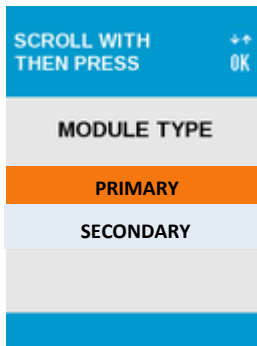 SCROLL WITH ↓↑
THEN PRESS OK
MODULE TYPE
PRIMARY
SECONDARY